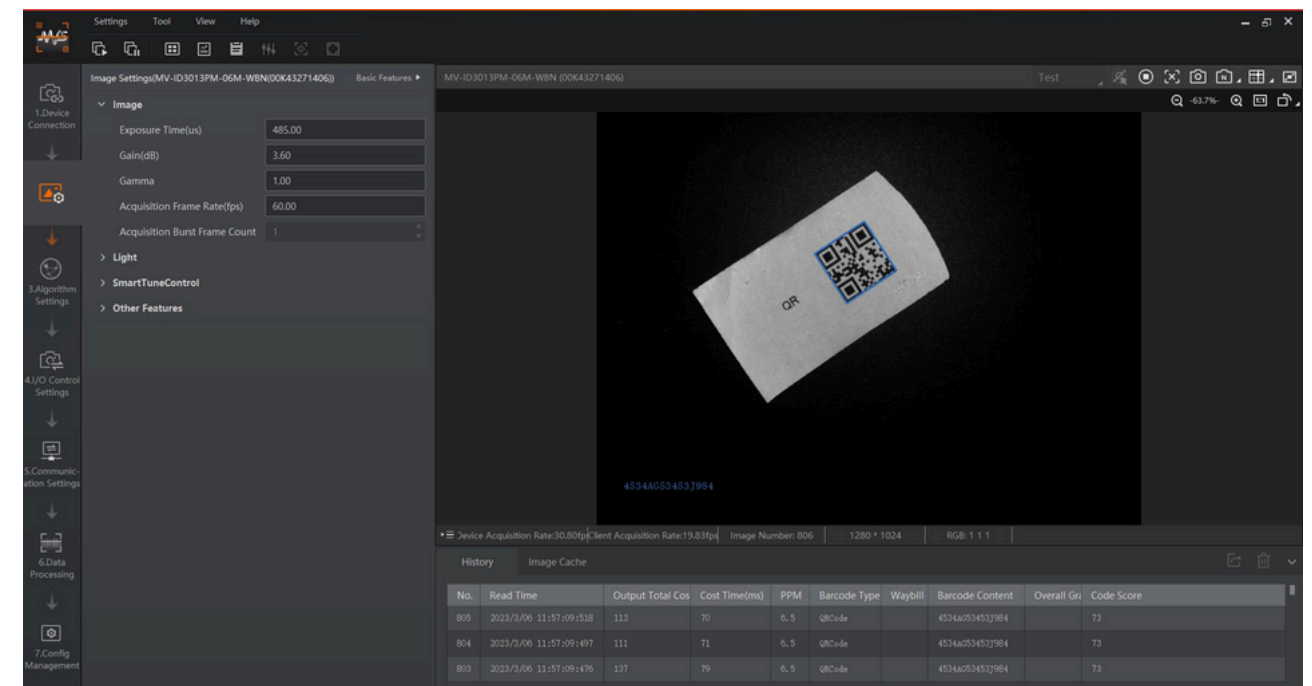 MVS
Settings Tool View Help
Image Settings(MV-ID3013PM-06M-WBN(00K43271406)) Basic Features
MV-ID3013PM-06M-WBN (00K43271406) Test
-63.7%-
1.Device
Connection
Image
Exposure Time(us) 485.00
Gain(dB) 3.60
Gamma 1.00
Acquisition Frame Rate(fps) 60.00
Acquisition Burst Frame Count 1
Light
SmartTuneControl
Other Features
3.Algorithm
Settings
4.I/O Control
Settings
5.Communic-
ation Settings
6.Data
Processing
7.Config
Management
QR
4534AG53453J984
Device Acquisition Rate:30.80fp Client Acquisition Rate:19.83fps Image Number: 806 1280 * 1024 RGB: 1 1 1
History Image Cache
No. Read Time Output Total Cos Cost Time(ms) PPM Barcode Type Waybill Barcode Content Overall Gra Code Score
805 2023/3/06 11:57:09:518 113 70 6.5 QRCode 4534AG53453J984 73
804 2023/3/06 11:57:09:497 111 71 6.5 QRCode 4534AG53453J984 73
803 2023/3/06 11:57:09:476 137 79 6.5 QRCode 4534AG53453J984 73